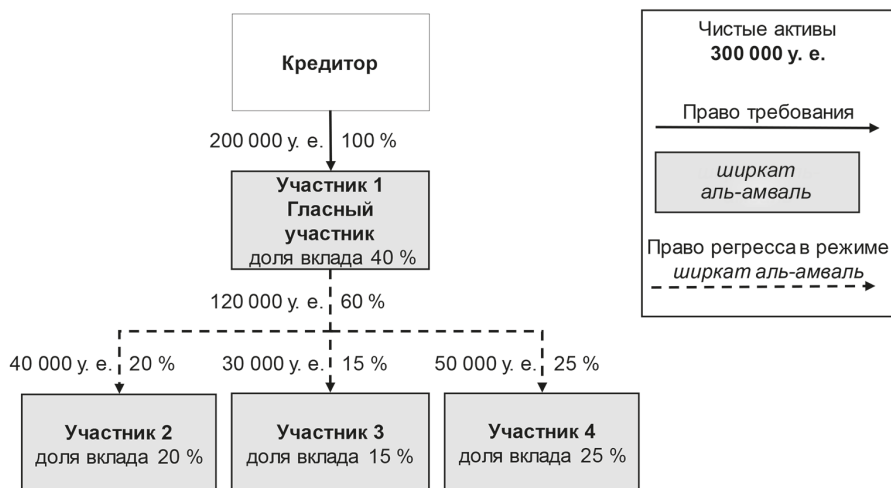 Кредитор
200 000 у. е. 100 %
Участник 1
Гласный
участник
доля вклада 40 %
120 000 у. е. 60 %
40 000 у. е. 20 %
30 000 у. е. 15 %
50 000 у. е. 25 %
Участник 2
доля вклада 20 %
Участник 3
доля вклада 15 %
Участник 4
доля вклада 25 %
Чистые активы
300 000 у. е.
Право требования
ширкат
аль-амваль
Право регресса в режиме
ширкат аль-амваль